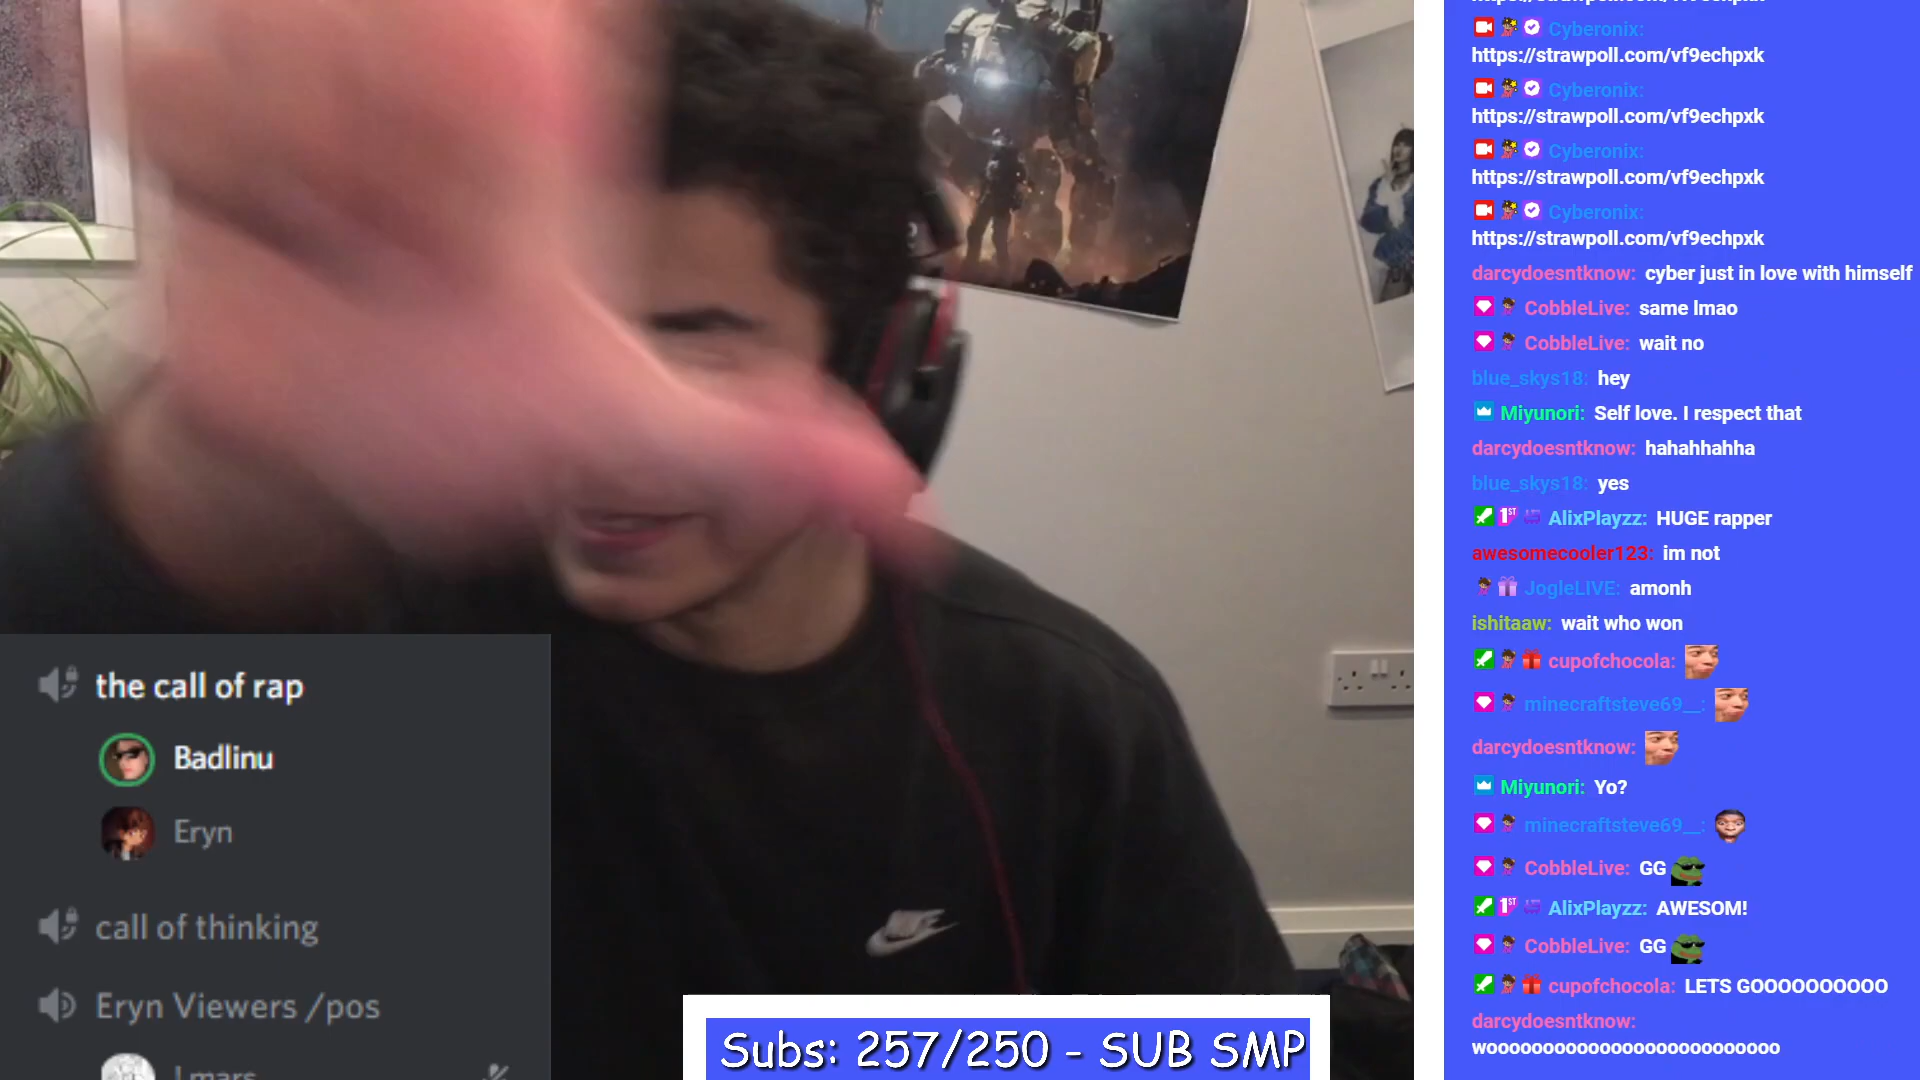 the call of rap
Badlinu
Eryn
call of thinking
Eryn Viewers /pos
Subs: 257/250 - SUB SMP
Cyberonix:
https://strawpoll.com/vf9echpxk
Cyberonix:
https://strawpoll.com/vf9echpxk
Cyberonix:
https://strawpoll.com/vf9echpxk
Cyberonix:
https://strawpoll.com/vf9echpxk
darcydoesntknow: cyber just in love with himself
CobbleLive: same lmao
CobbleLive: wait no
blue_skys18: hey
Miyunori: Self love. I respect that
darcydoesntknow: hahahhahha
blue_skys18: yes
1ST AlixPlayzz: HUGE rapper
awesomecooler123: im not
JogleLIVE: amonh
ishitaaw: wait who won
cupofchocola:
minecraftsteve69__:
darcydoesntknow:
Miyunori: Yo?
minecraftsteve69__:
CobbleLive: GG
1ST AlixPlayzz: AWESOM!
CobbleLive: GG
cupofchocola: LETS GOOOOOOOOOO
darcydoesntknow:
wooooooooooooooooooooooooooo